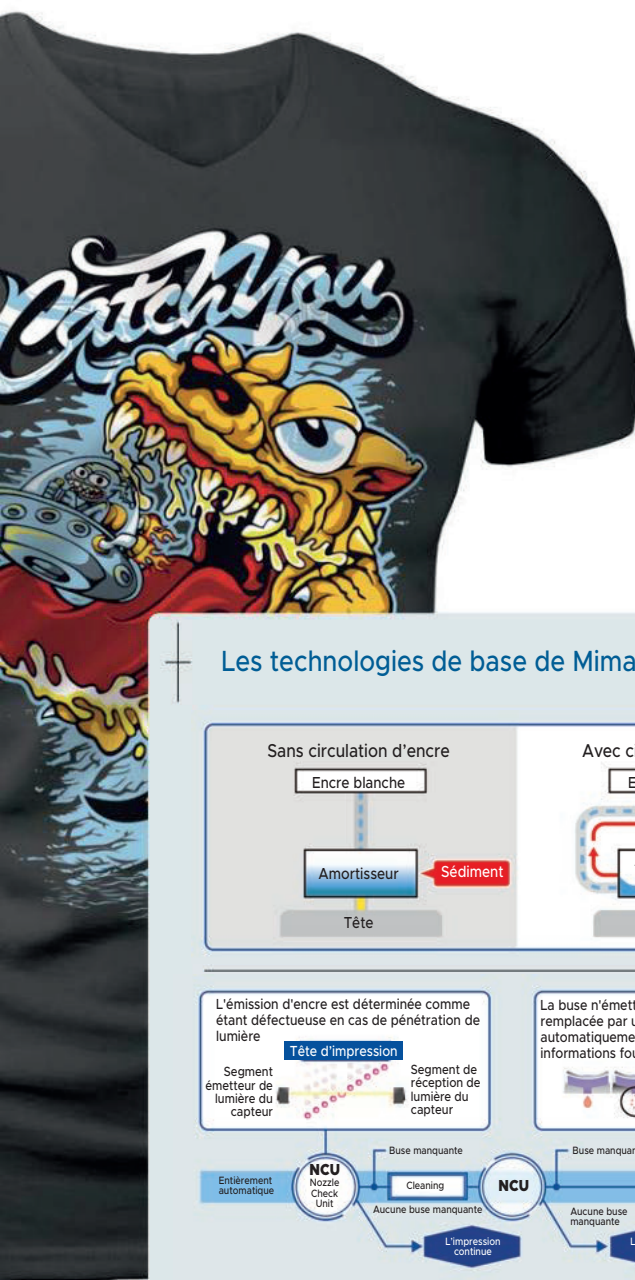 Catch You
Les technologies de base de Mima
Sans circulation d'encre
Encre blanche
Amortisseur
Sédiment
Tête
Avec c
E
L'émission d'encre est déterminée comme
étant défectueuse en cas de pénétration de
lumière
Tête d'impression
Segment
émetteur de
lumière du
capteur
Segment de
réception de
lumière du
capteur
La buse n'émett
remplacée par u
automatiqueme
informations fou
Entièrement
automatique
NCU
Nozzle
Check
Unit
Buse manquante
Cleaning
Aucune buse manquante
L'impression
continue
NCU
Buse manquan
Aucune buse
manquante
L'